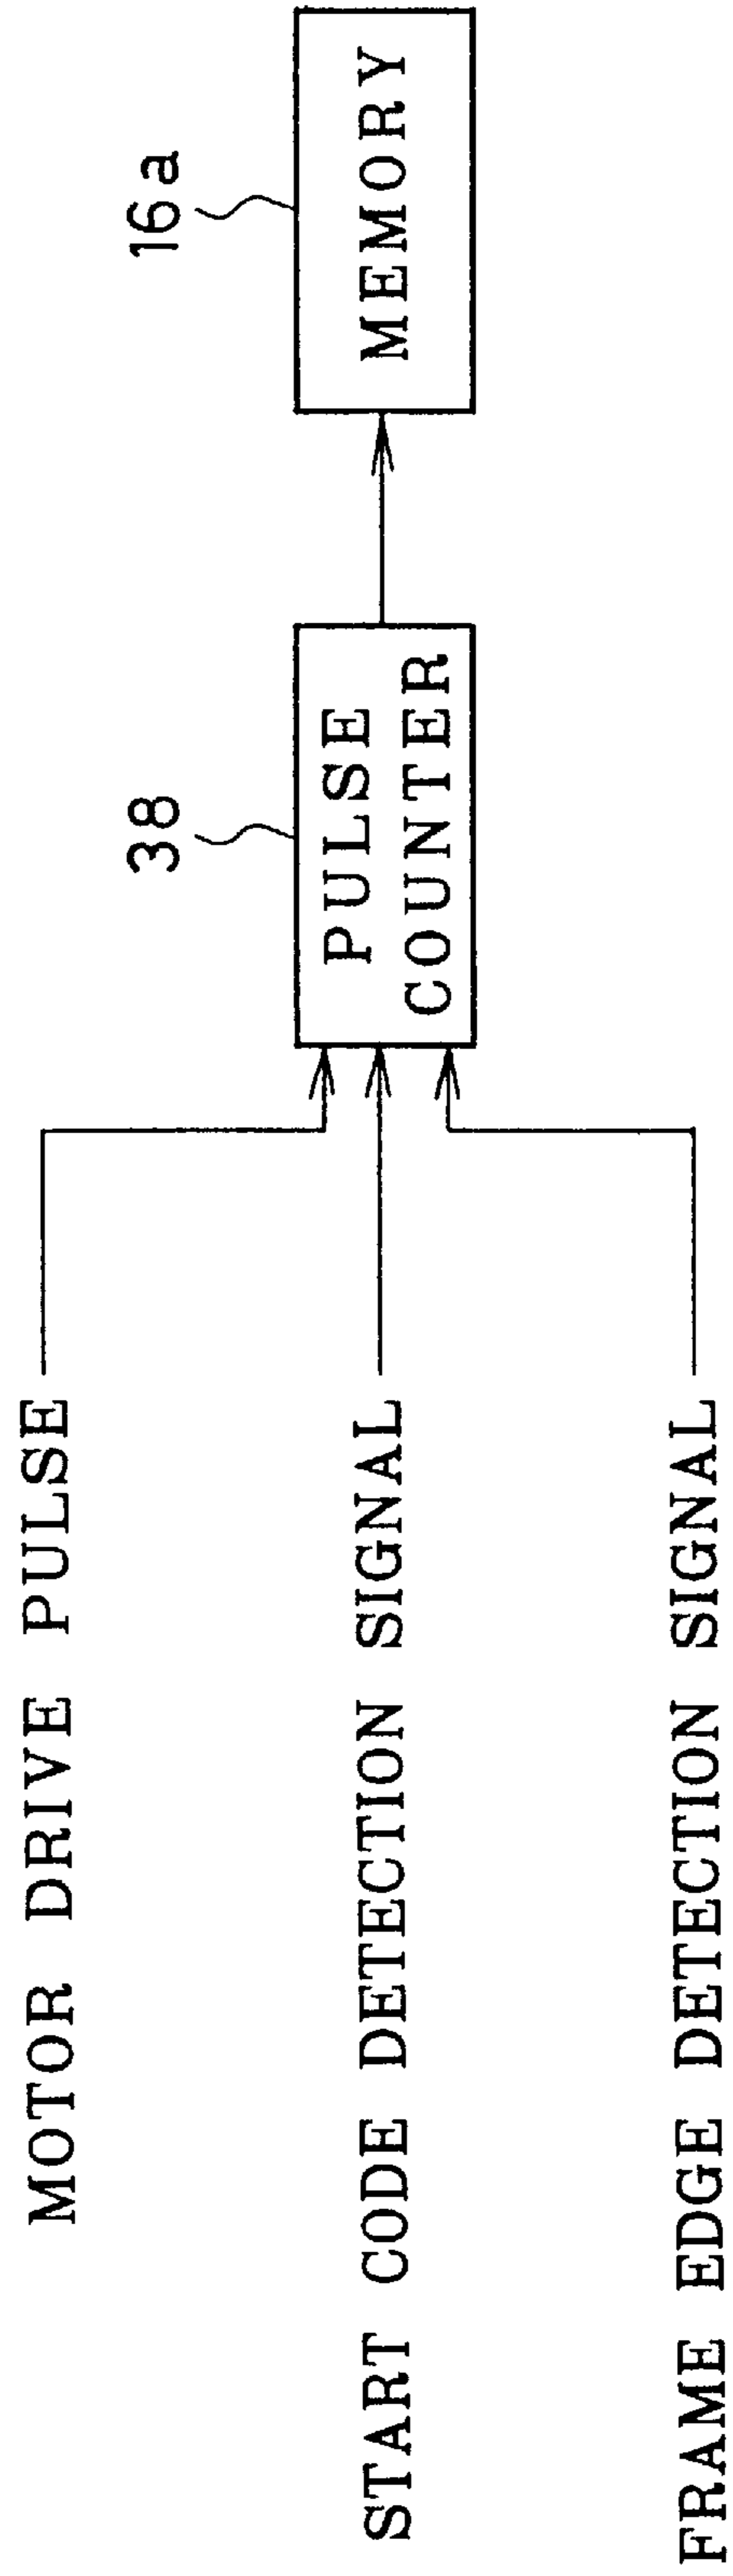 MOTOR DRIVE PULSE
START CODE DETECTION SIGNAL
FRAME EDGE DETECTION SIGNAL
38
PULSE
COUNTER
16a
MEMORY